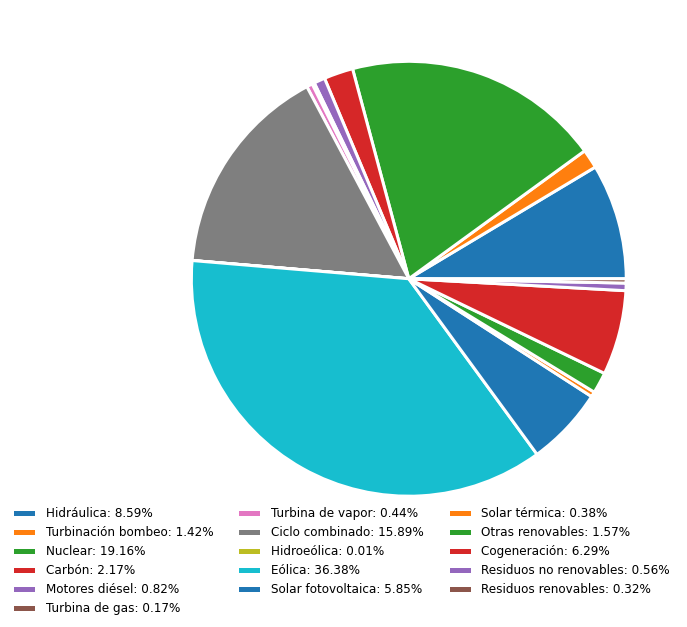 Hidráulica: 8.59%
Turbinación bombeo: 1.42%
Nuclear: 19.16%
Carbón: 2.17%
Motores diésel: 0.82%
Turbina de gas: 0.17%
Turbina de vapor: 0.44%
Ciclo combinado: 15.89%
Hidroeólica: 0.01%
Eólica: 36.38%
Solar fotovoltaica: 5.85%
Solar térmica: 0.38%
Otras renovables: 1.57%
Cogeneración: 6.29%
Residuos no renovables: 0.56%
Residuos renovables: 0.32%